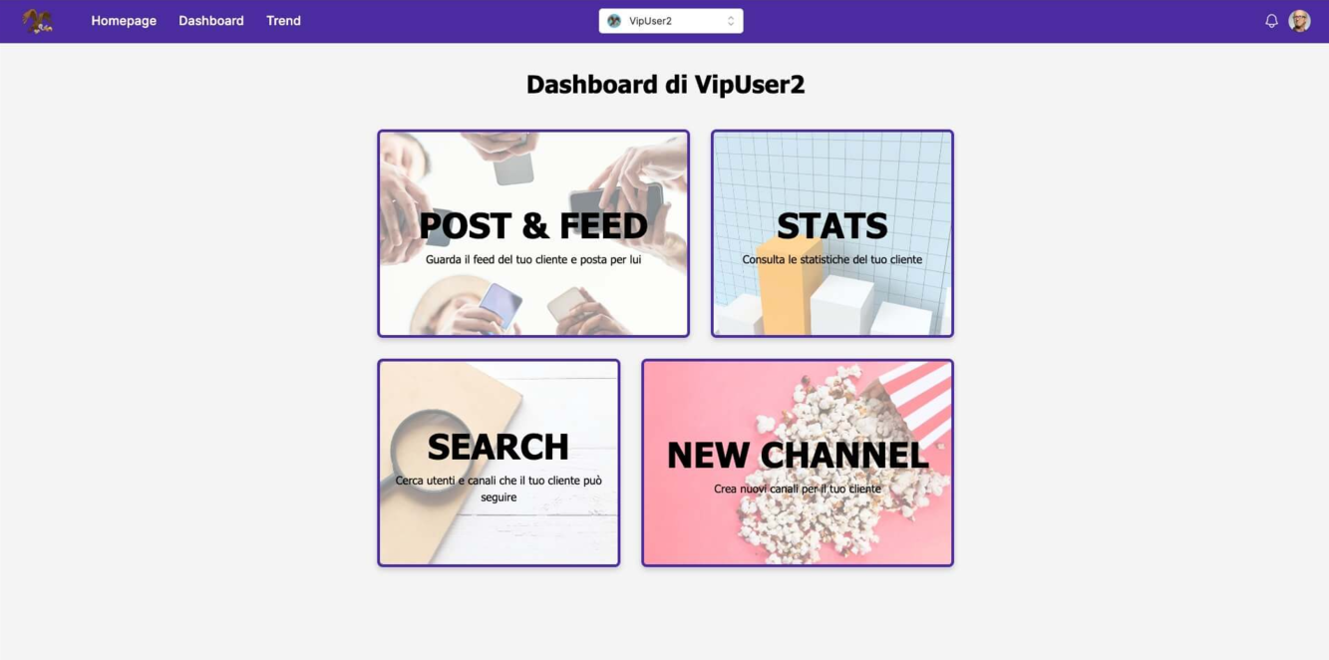 Homepage
Dashboard
Trend
VipUser2
Dashboard di VipUser2
POST & FEED
Guarda il feed del tuo cliente e posta per lui
STATS
Consulta le statistiche del tuo cliente
SEARCH
Cerca utenti e canali che il tuo cliente può
seguire
NEW CHANNEL
Crea nuovi canali per il tuo cliente